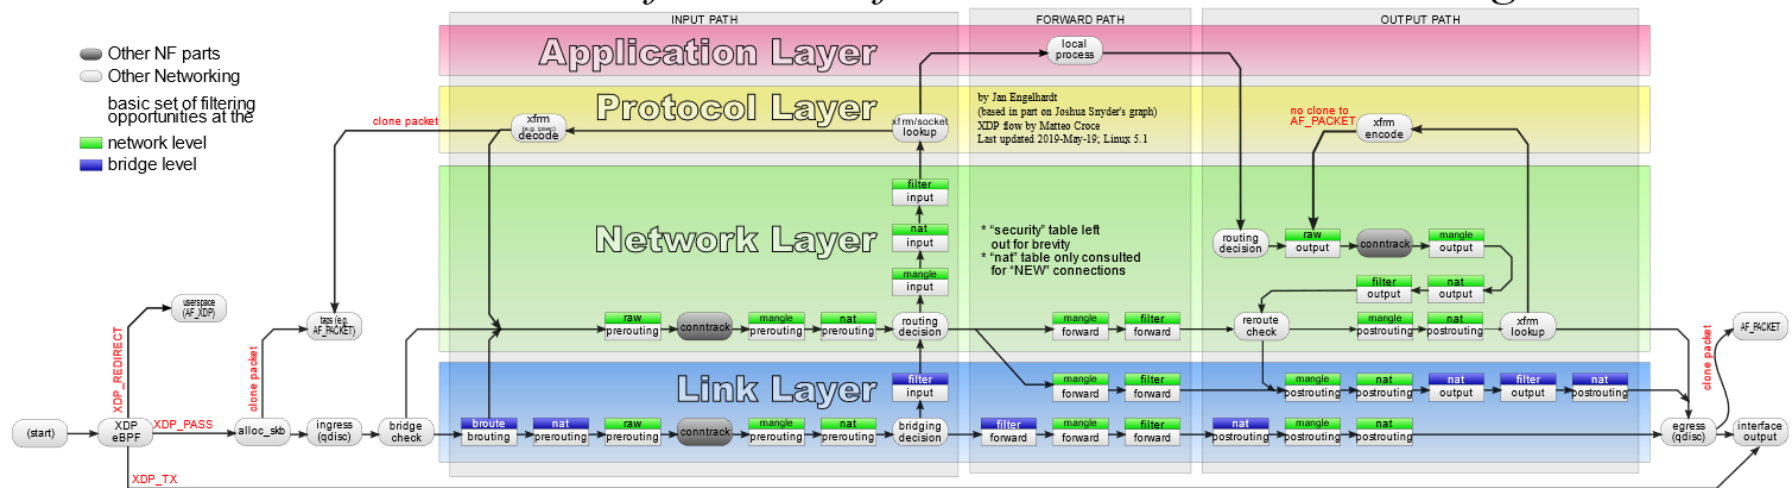 INPUT PATH
FORWARD PATH
OUTPUT PATH
Other NF parts
Other Networking
basic set of filtering
opportunities at the
network level
bridge level
Application Layer
local
process
Protocol Layer
by Jan Engelhardt
(based in part on Joshua Snyder's graph)
XDP flow by Matteo Croce
Last updated 2019-May-19; Linux 5.1
clone packet
xfrm
(e.g. ipsec)
decode
xfrm/socket
lookup
no clone to
AF_PACKET
xfrm
encode
Network Layer
filter
input
nat
input
mangle
input
* "security" table left
out for brevity
* "nat" table only consulted
for "NEW" connections
routing
decision
raw
output
conntrack
mangle
output
filter
output
nat
output
userspace
(AF_XDP)
taps (e.g.
AF_PACKET)
raw
prerouting
conntrack
mangle
prerouting
nat
prerouting
routing
decision
mangle
forward
filter
forward
reroute
check
mangle
postrouting
nat
postrouting
xfrm
lookup
AF_PACKET
XDP_REDIRECT
clone packet
clone packet
Link Layer
filter
input
mangle
forward
filter
forward
mangle
postrouting
nat
postrouting
nat
output
filter
output
nat
postrouting
(start)
XDP
eBPF
XDP_PASS
alloc_skb
ingress
(qdisc)
bridge
check
broute
brouting
nat
prerouting
raw
prerouting
conntrack
mangle
prerouting
nat
prerouting
bridging
decision
filter
forward
mangle
forward
filter
forward
nat
postrouting
mangle
postrouting
nat
postrouting
egress
(qdisc)
interface
output
XDP_TX